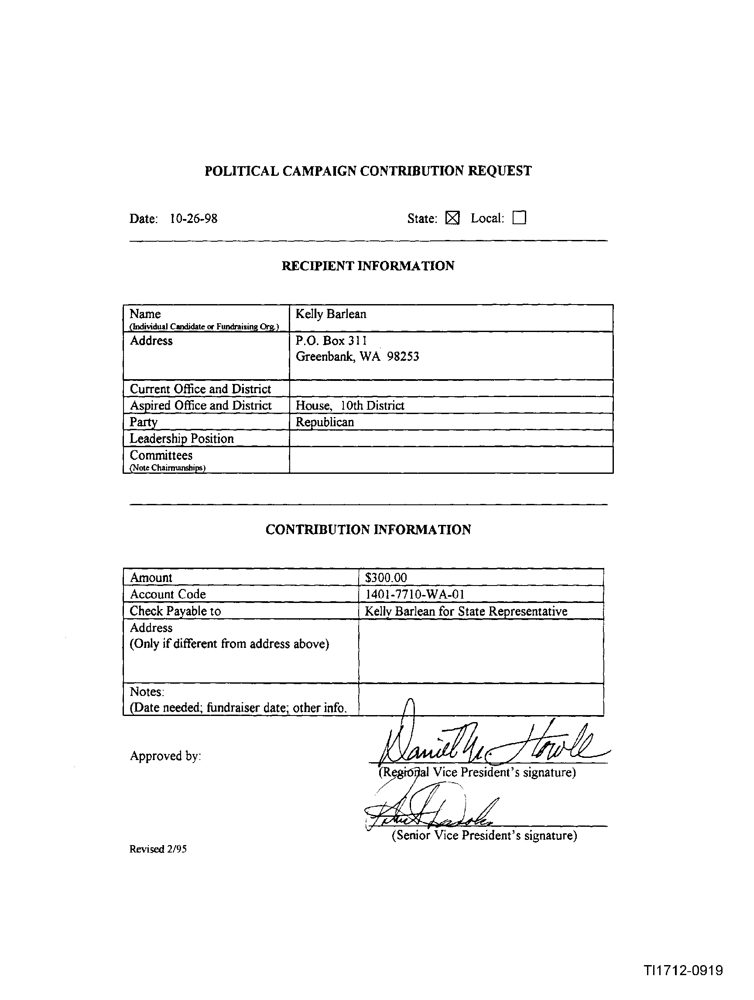 POLITICAL CAMPAIGN CONTRIBUTION REQUEST
Date: 10-26-98 State: ☒ Local: ☐
RECIPIENT INFORMATION
Name Kelly Barlean
(Individual Candidate or Fundraising Org.)
Address P.O. Box 311
Greenbank, WA 98253
Current Office and District
Aspired Office and District House, 10th District
Party Republican
Leadership Position
Committees
(Note Chairmanships)
CONTRIBUTION INFORMATION
Amount $300.00
Account Code 1401-7710-WA-01
Check Payable to Kelly Barlean for State Representative
Address
(Only if different from address above)
Notes:
(Date needed; fundraiser date; other info.
Approved by: Daniel
(Regional Vice President's signature)
(Senior Vice President's signature)
Revised 2/95
TI1712-0919